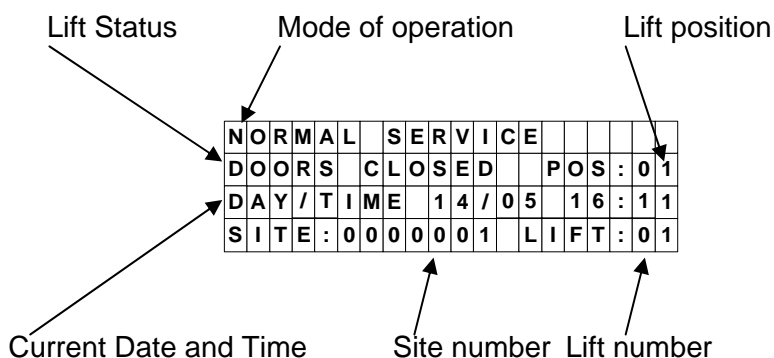 Lift Status Mode of operation Lift position
NORMAL SERVICE
DOORS CLOSED POS:01
DAY/TIME 14/05 16:11
SITE:0000001 LIFT:01
Current Date and Time Site number Lift number